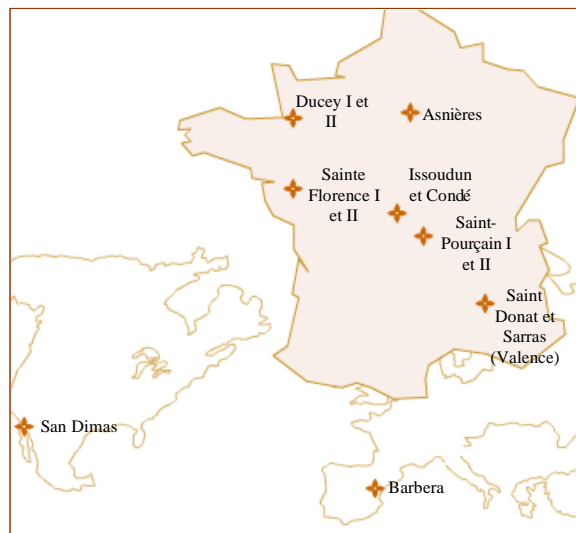 Ducey I et
II
Asnières
Sainte
Florence I
et II
Issoudun
et Condé
Saint-
Pourçain I
et II
Saint
Donat et
Sarras
(Valence)
San Dimas
Barbera